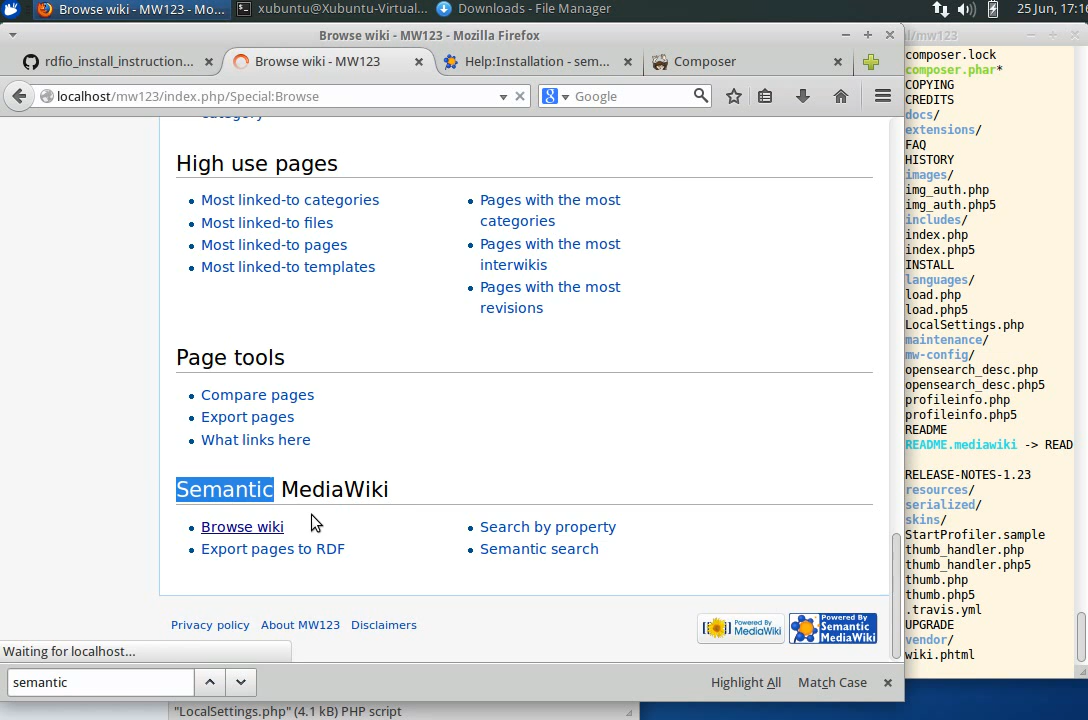 Browse wiki - MW123 - Mo...
xubuntu@Xubuntu-Virtual...
Downloads - File Manager
25 Jun, 17:16
Browse wiki - MW123 - Mozilla Firefox
l/mw123
rdfio_install_instruction...
Browse wiki - MW123
Help:Installation - sem...
Composer
localhost/mw123/index.php/Special:Browse
Google
category
High use pages
Most linked-to categories
Most linked-to files
Most linked-to pages
Most linked-to templates
Pages with the most
categories
Pages with the most
interwikis
Pages with the most
revisions
Page tools
Compare pages
Export pages
What links here
Semantic MediaWiki
Browse wiki
Export pages to RDF
Search by property
Semantic search
Privacy policy About MW123 Disclaimers
Powered By
MediaWiki
Powered By
Semantic
MediaWiki
Waiting for localhost...
semantic
Highlight All
Match Case
"LocalSettings.php" (4.1 kB) PHP script
composer.lock
composer.phar*
COPYING
CREDITS
docs/
extensions/
FAQ
HISTORY
images/
img_auth.php
img_auth.php5
includes/
index.php
index.php5
INSTALL
languages/
load.php
load.php5
LocalSettings.php
maintenance/
mw-config/
opensearch_desc.php
opensearch_desc.php5
profileinfo.php
profileinfo.php5
README
README.mediawiki -> READ
RELEASE-NOTES-1.23
resources/
serialized/
skins/
StartProfiler.sample
thumb_handler.php
thumb_handler.php5
thumb.php
thumb.php5
.travis.yml
UPGRADE
vendor/
wiki.phtml